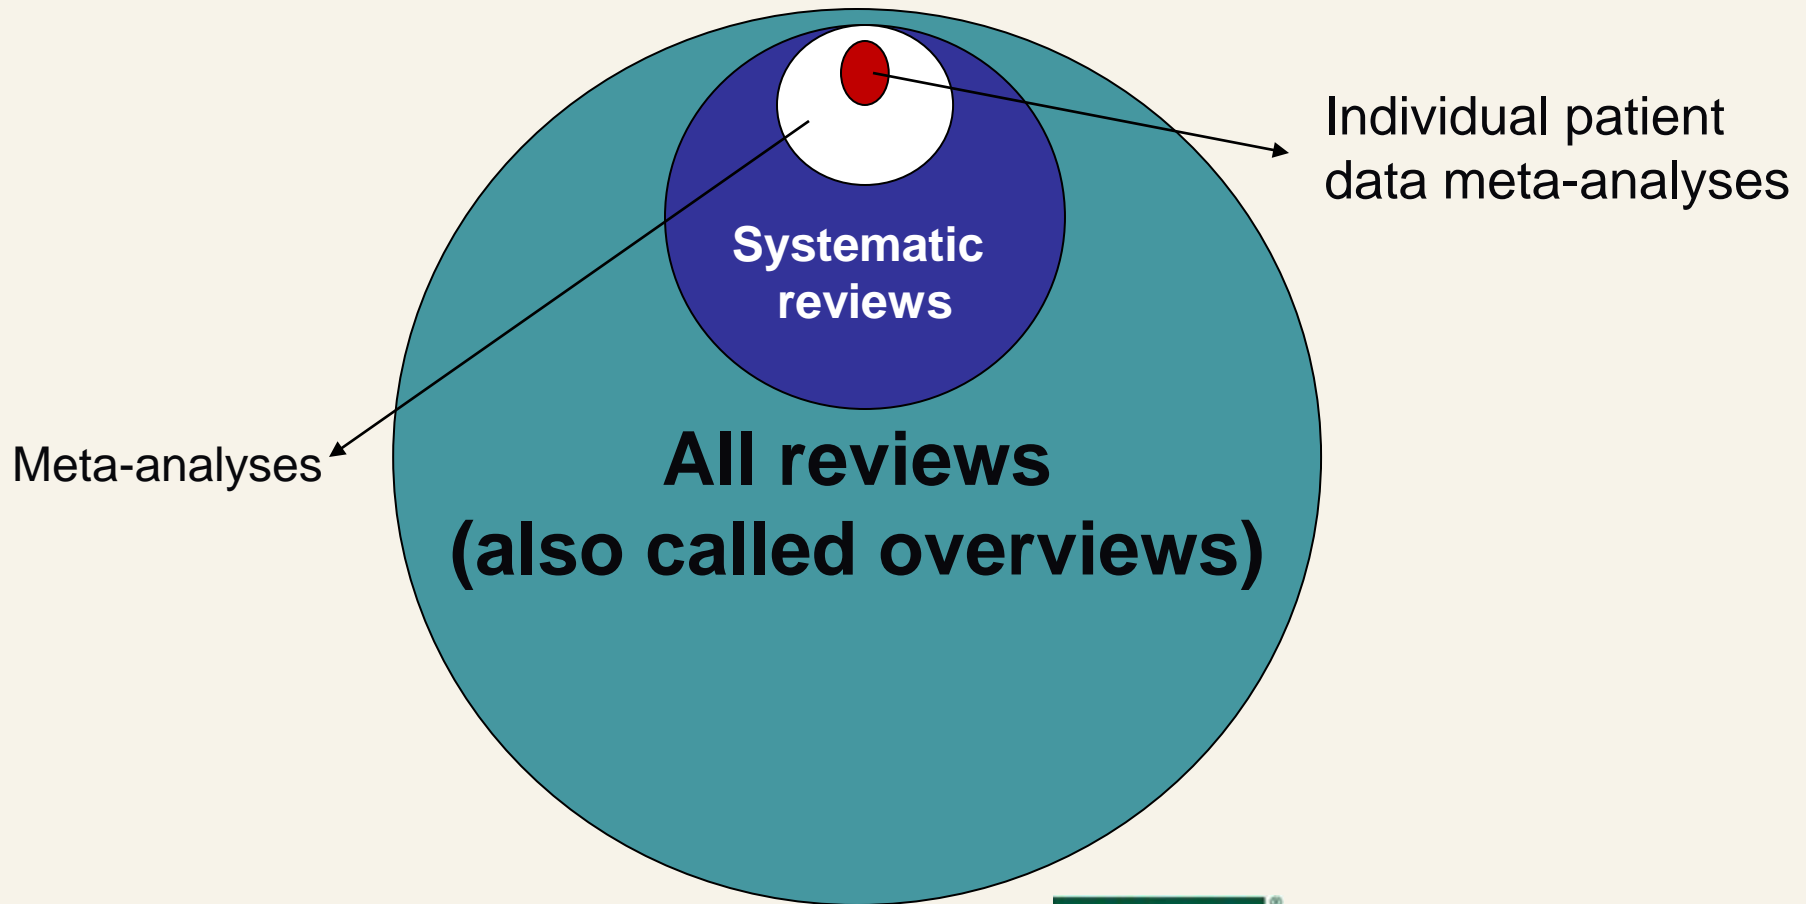 Individual patient
data meta-analyses
Systematic
reviews
Meta-analyses
All reviews
(also called overviews)
®